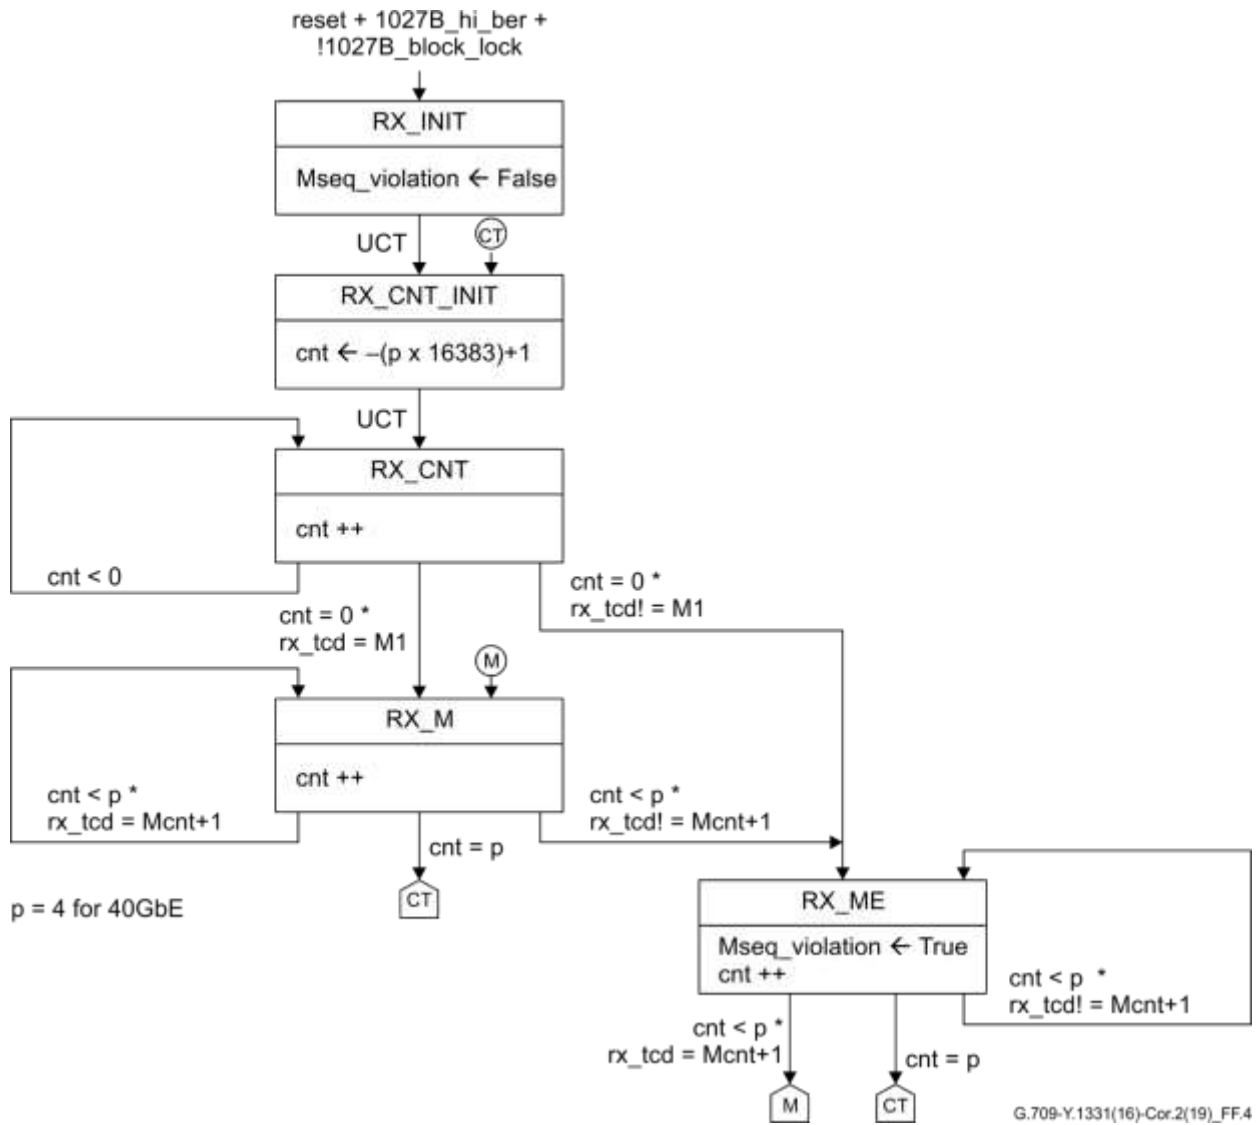 reset + 1027B_hi_ber +
!1027B_block_lock
RX_INIT
Mseq_violation ← False
UCT
CT
RX_CNT_INIT
cnt ← –(p x 16383)+1
UCT
RX_CNT
cnt ++
cnt < 0
cnt = 0 *
rx_tcd! = M1
cnt = 0 *
rx_tcd = M1
M
RX_M
cnt ++
cnt < p *
rx_tcd = Mcnt+1
cnt < p *
rx_tcd! = Mcnt+1
cnt = p
CT
p = 4 for 40GbE
RX_ME
Mseq_violation ← True
cnt ++
cnt < p *
rx_tcd! = Mcnt+1
cnt < p *
rx_tcd = Mcnt+1
cnt = p
M
CT
G.709-Y.1331(16)-Cor.2(19)_FF.4